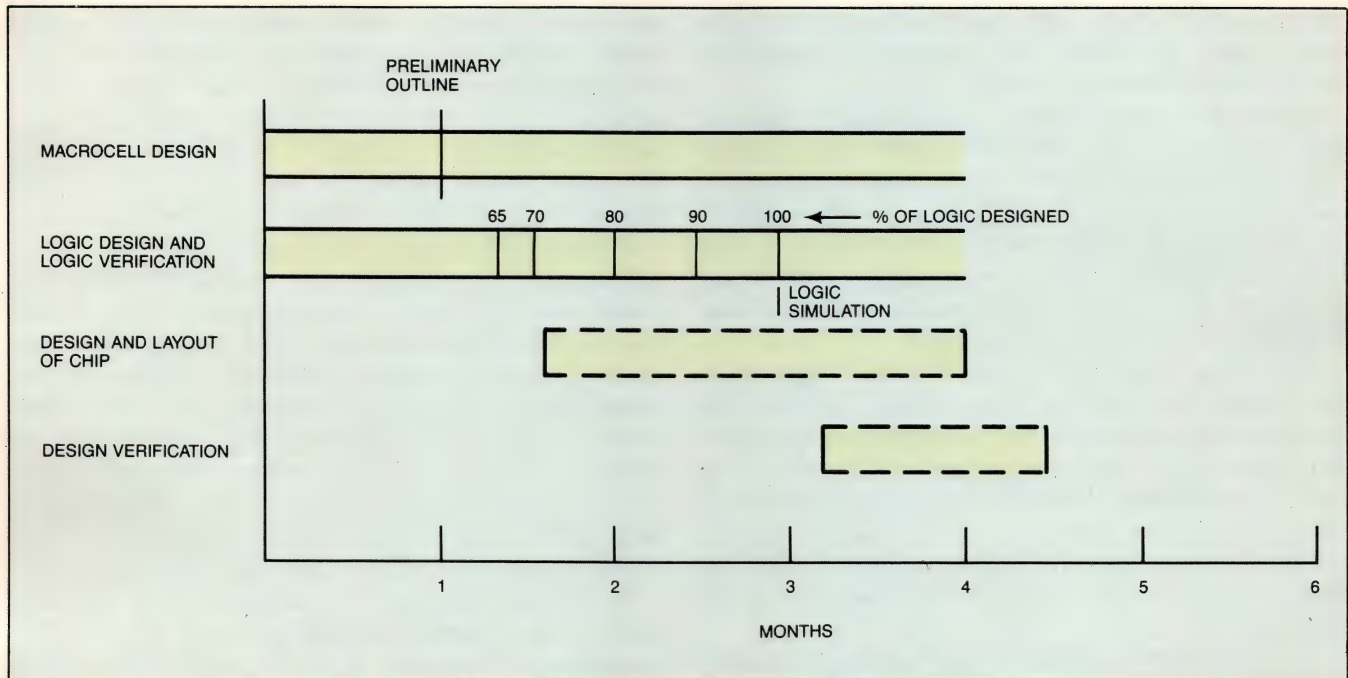 PRELIMINARY
OUTLINE
MACROCELL DESIGN
65 70 80 90 100 ← % OF LOGIC DESIGNED
LOGIC DESIGN AND
LOGIC VERIFICATION
LOGIC
SIMULATION
DESIGN AND LAYOUT
OF CHIP
DESIGN VERIFICATION
1 2 3 4 5 6
MONTHS